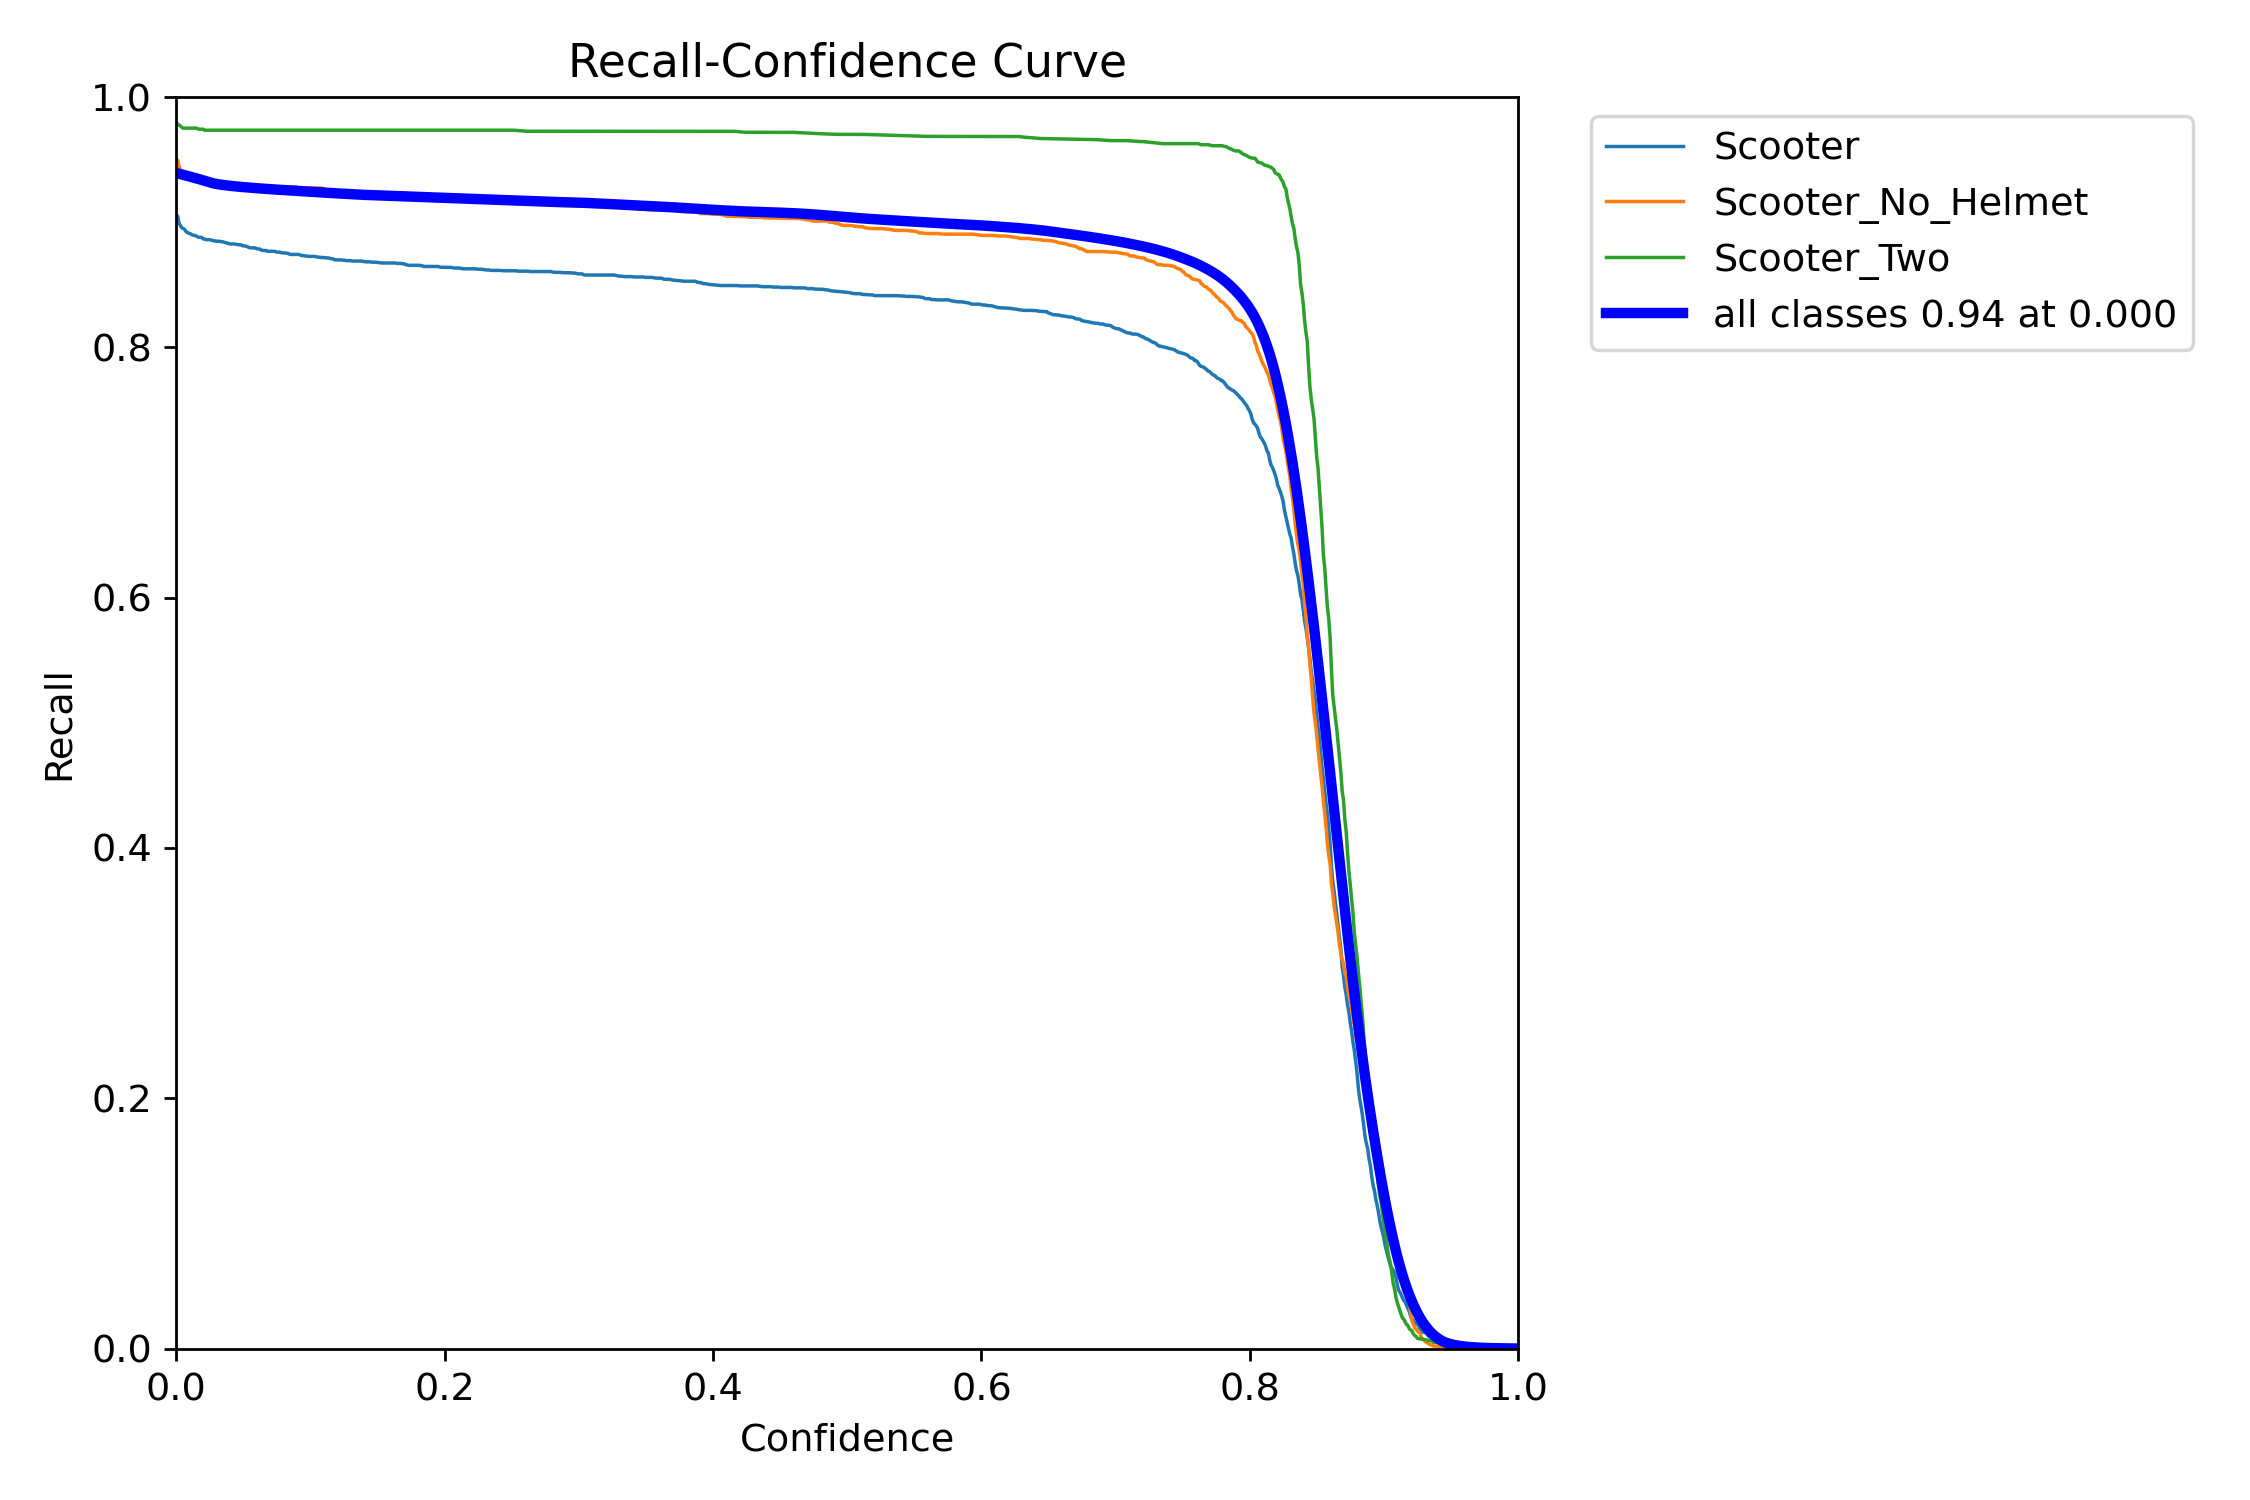 Recall-Confidence Curve
1.0
0.8
0.6
0.4
0.2
0.0
Recall
0.0 0.2 0.4 0.6 0.8 1.0
Confidence
Scooter
Scooter_No_Helmet
Scooter_Two
all classes 0.94 at 0.000